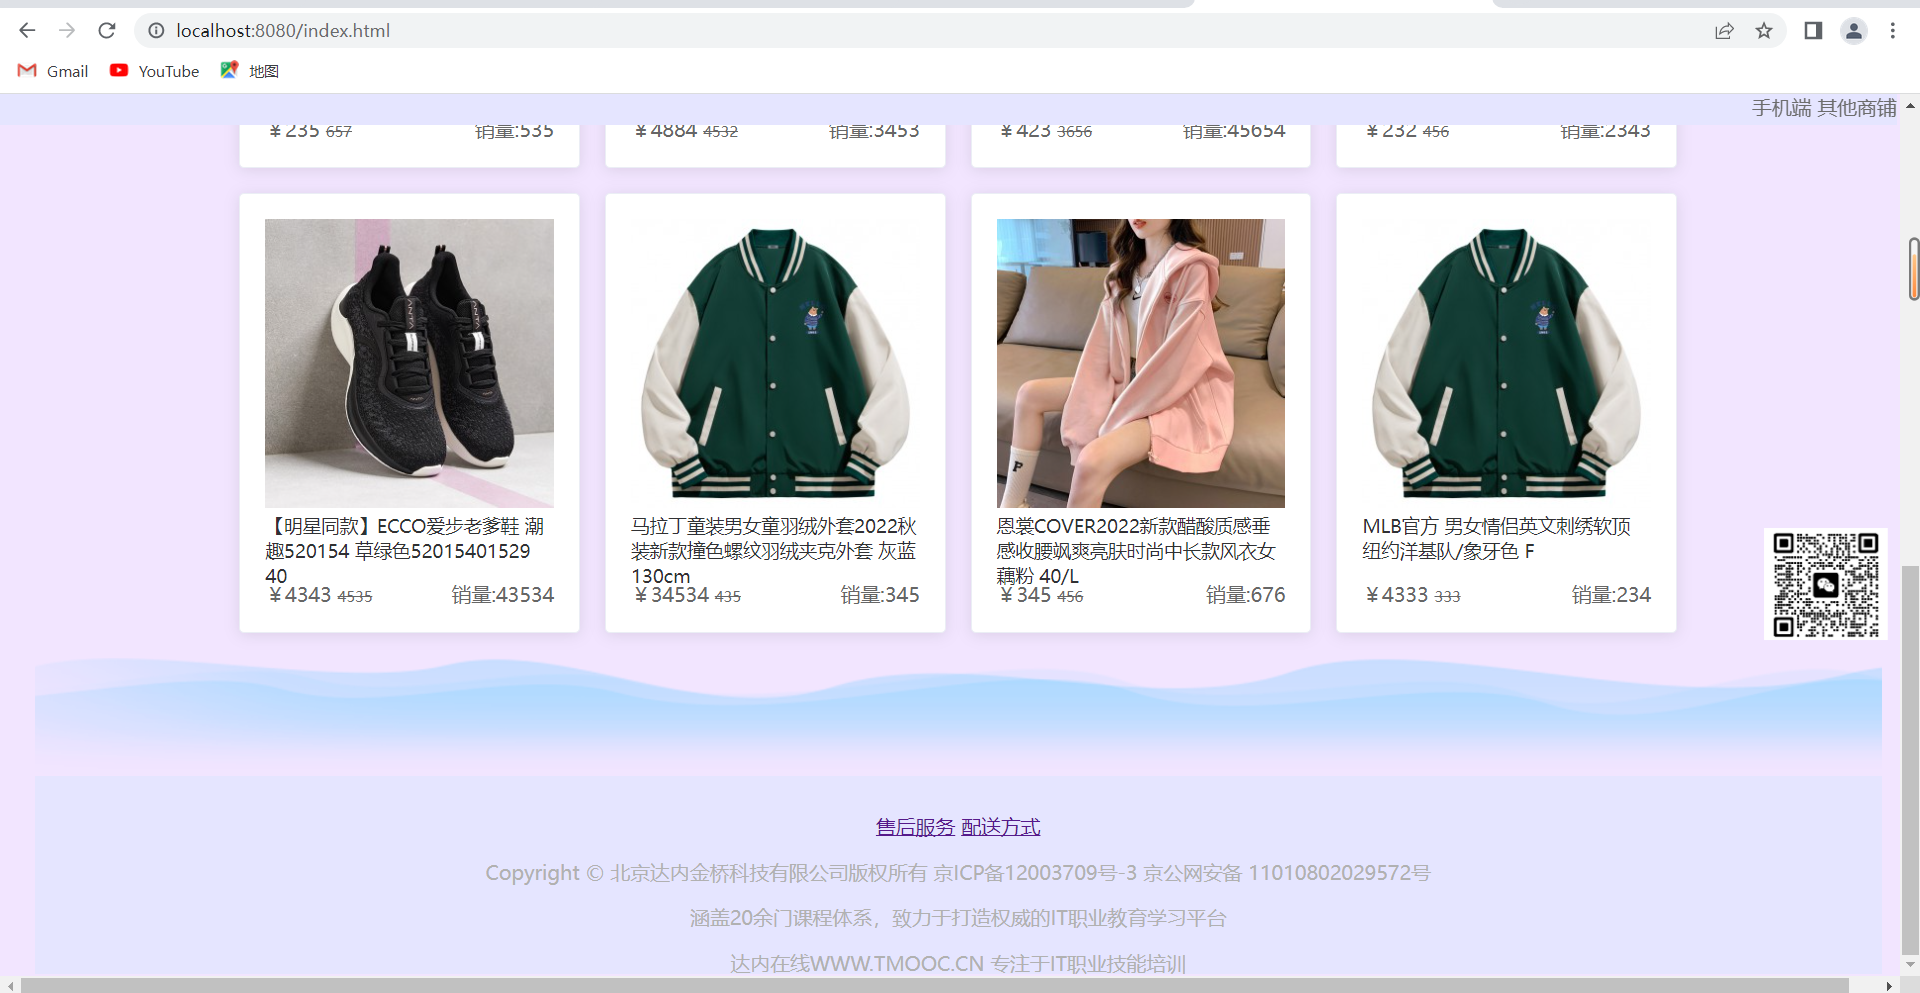 localhost:8080/index.html
Gmail YouTube 地图
手机端 其他商铺
￥235 657 销量:535
￥4884 4532 销量:3453
￥423 3656 销量:45654
￥232 456 销量:2343
ANTA
P
【明星同款】ECCO爱步老爹鞋 潮
趣520154 草绿色52015401529
40
￥4343 4535 销量:43534
马拉丁童装男女童羽绒外套2022秋
装新款撞色螺纹羽绒夹克外套 灰蓝
130cm
￥34534 435 销量:345
恩裳COVER2022新款醋酸质感垂
感收腰飒爽亮肤时尚中长款风衣女
藕粉 40/L
￥345 456 销量:676
MLB官方 男女情侣英文刺绣软顶
纽约洋基队/象牙色 F
￥4333 333 销量:234
售后服务 配送方式
Copyright © 北京达内金桥科技有限公司版权所有 京ICP备12003709号-3 京公网安备 11010802029572号
涵盖20余门课程体系，致力于打造权威的IT职业教育学习平台
达内在线WWW.TMOOC.CN 专注于IT职业技能培训